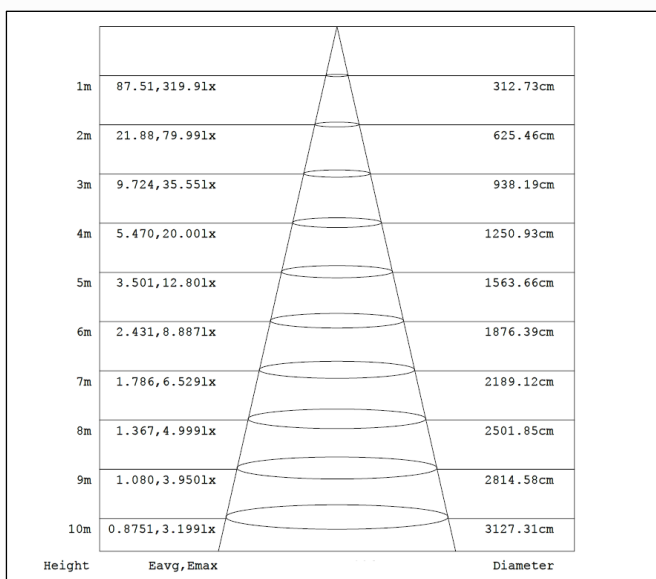 1m 87.51,319.9lx 312.73cm
2m 21.88,79.99lx 625.46cm
3m 9.724,35.55lx 938.19cm
4m 5.470,20.00lx 1250.93cm
5m 3.501,12.80lx 1563.66cm
6m 2.431,8.887lx 1876.39cm
7m 1.786,6.529lx 2189.12cm
8m 1.367,4.999lx 2501.85cm
9m 1.080,3.950lx 2814.58cm
10m 0.8751,3.199lx 3127.31cm
Height Eavg,Emax Diameter